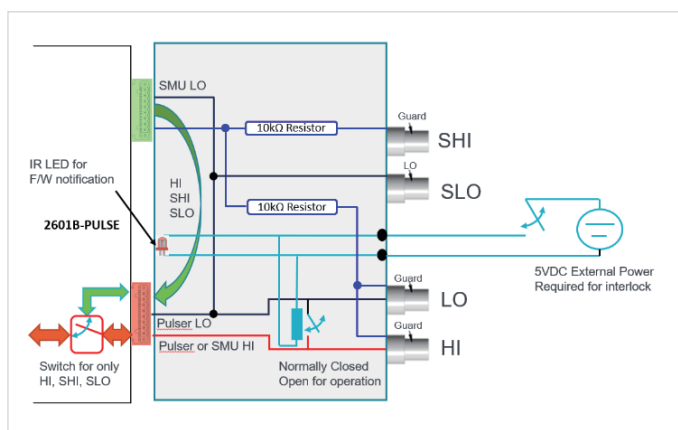 SMU LO
Guard
10kΩ Resistor
SHI
IR LED for
F/W notification
HI
SHI
SLO
LO
SLO
10kΩ Resistor
2601B-PULSE
5VDC External Power
Required for interlock
Guard
LO
Pulser LO
Guard
HI
Pulser or SMU HI
Switch for only
HI, SHI, SLO
Normally Closed
Open for operation